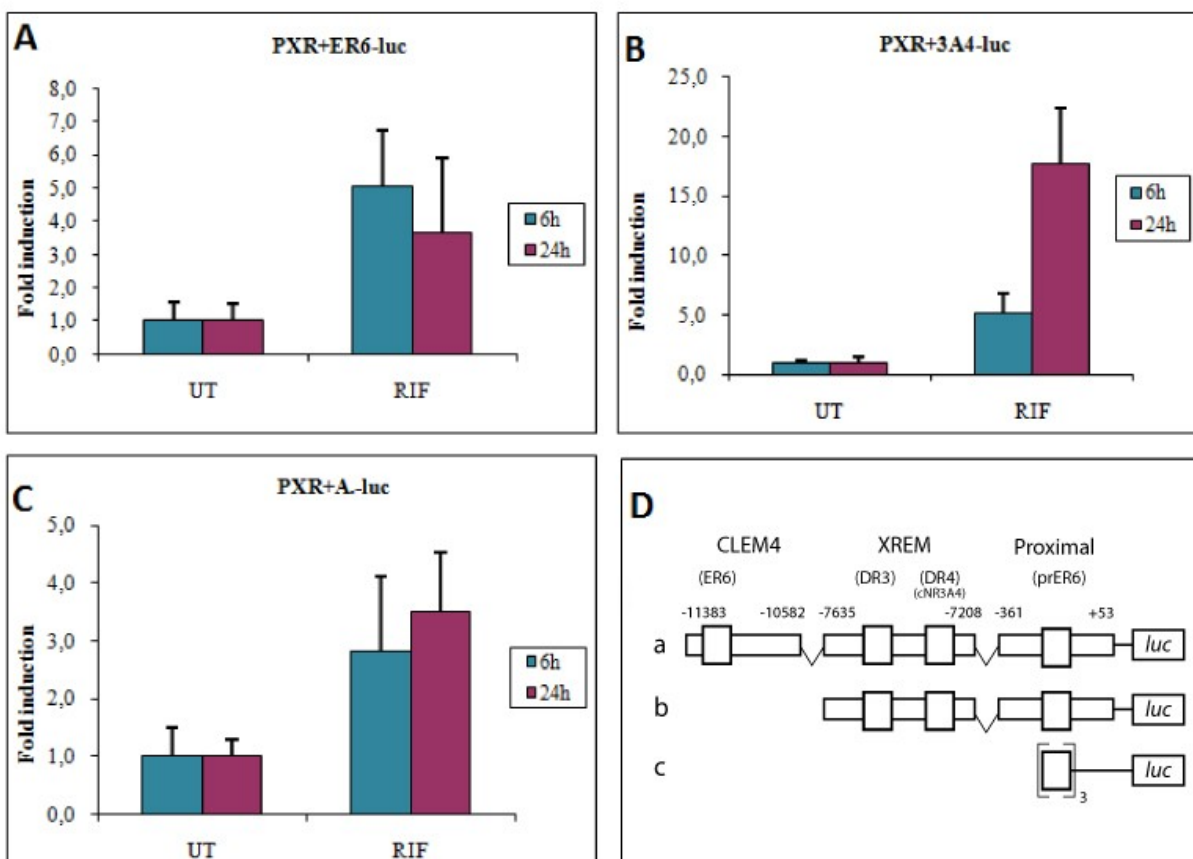 A
PXR+ER6-luc
8,0
7,0
6,0
5,0
4,0
3,0
2,0
1,0
0,0
Fold induction
UT RIF
6h
24h
B
PXR+3A4-luc
25,0
20,0
15,0
10,0
5,0
0,0
Fold induction
UT RIF
6h
24h
C
PXR+A.-luc
5,0
4,0
3,0
2,0
1,0
0,0
Fold induction
UT RIF
6h
24h
D
CLEM4 XREM Proximal
(ER6) (DR3) (DR4) (prER6)
(cNR3A4)
-11383 -10582 -7635 -7208 -361 +53
a luc
b luc
c luc
3